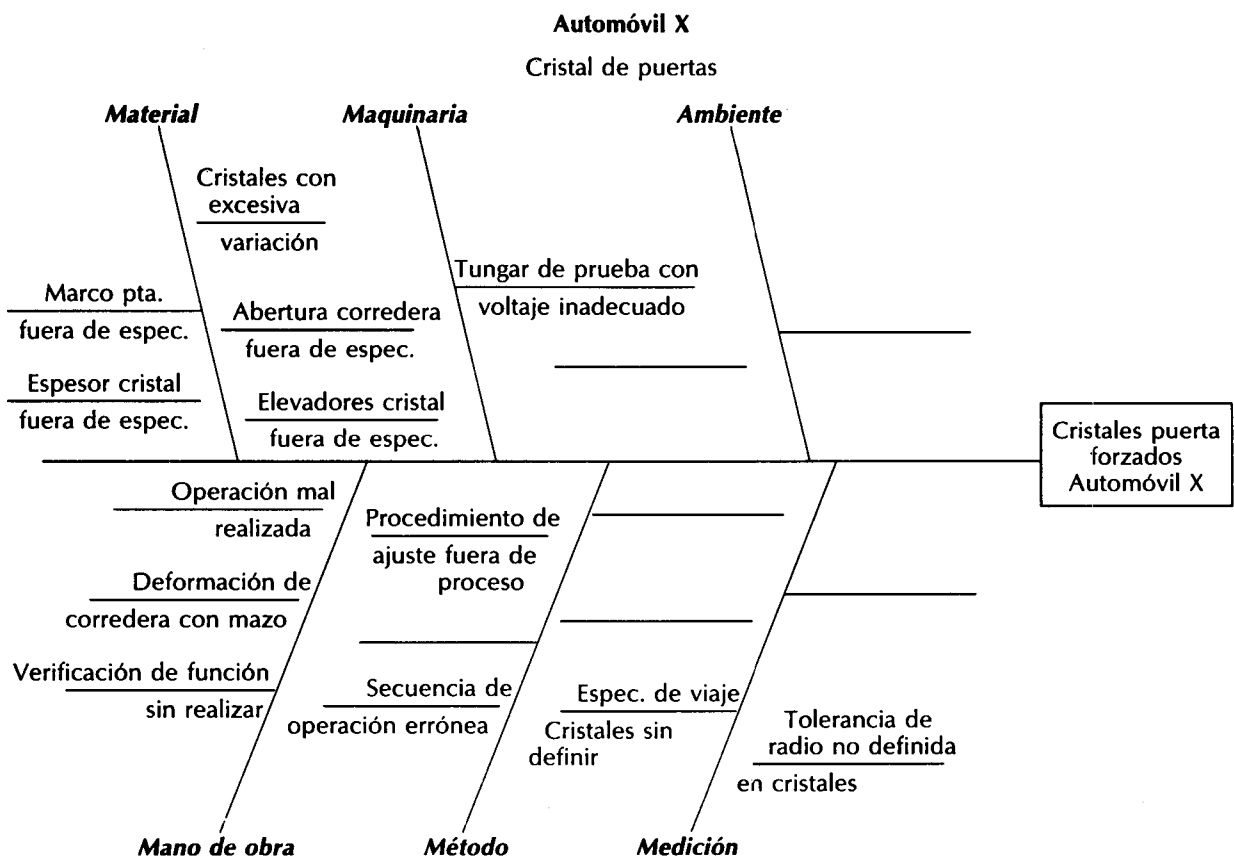 Automóvil X
Cristal de puertas
Material
Maquinaria
Ambiente
Cristales con
excesiva
variación
Marco pta.
fuera de espec.
Abertura corredera
fuera de espec.
Tungar de prueba con
voltaje inadecuado
Espesor cristal
fuera de espec.
Elevadores cristal
fuera de espec.
Cristales puerta
forzados
Automóvil X
Operación mal
realizada
Procedimiento de
ajuste fuera de
proceso
Deformación de
corredera con mazo
Verificación de función
sin realizar
Secuencia de
operación errónea
Espec. de viaje
Cristales sin
definir
Tolerancia de
radio no definida
en cristales
Mano de obra
Método
Medición